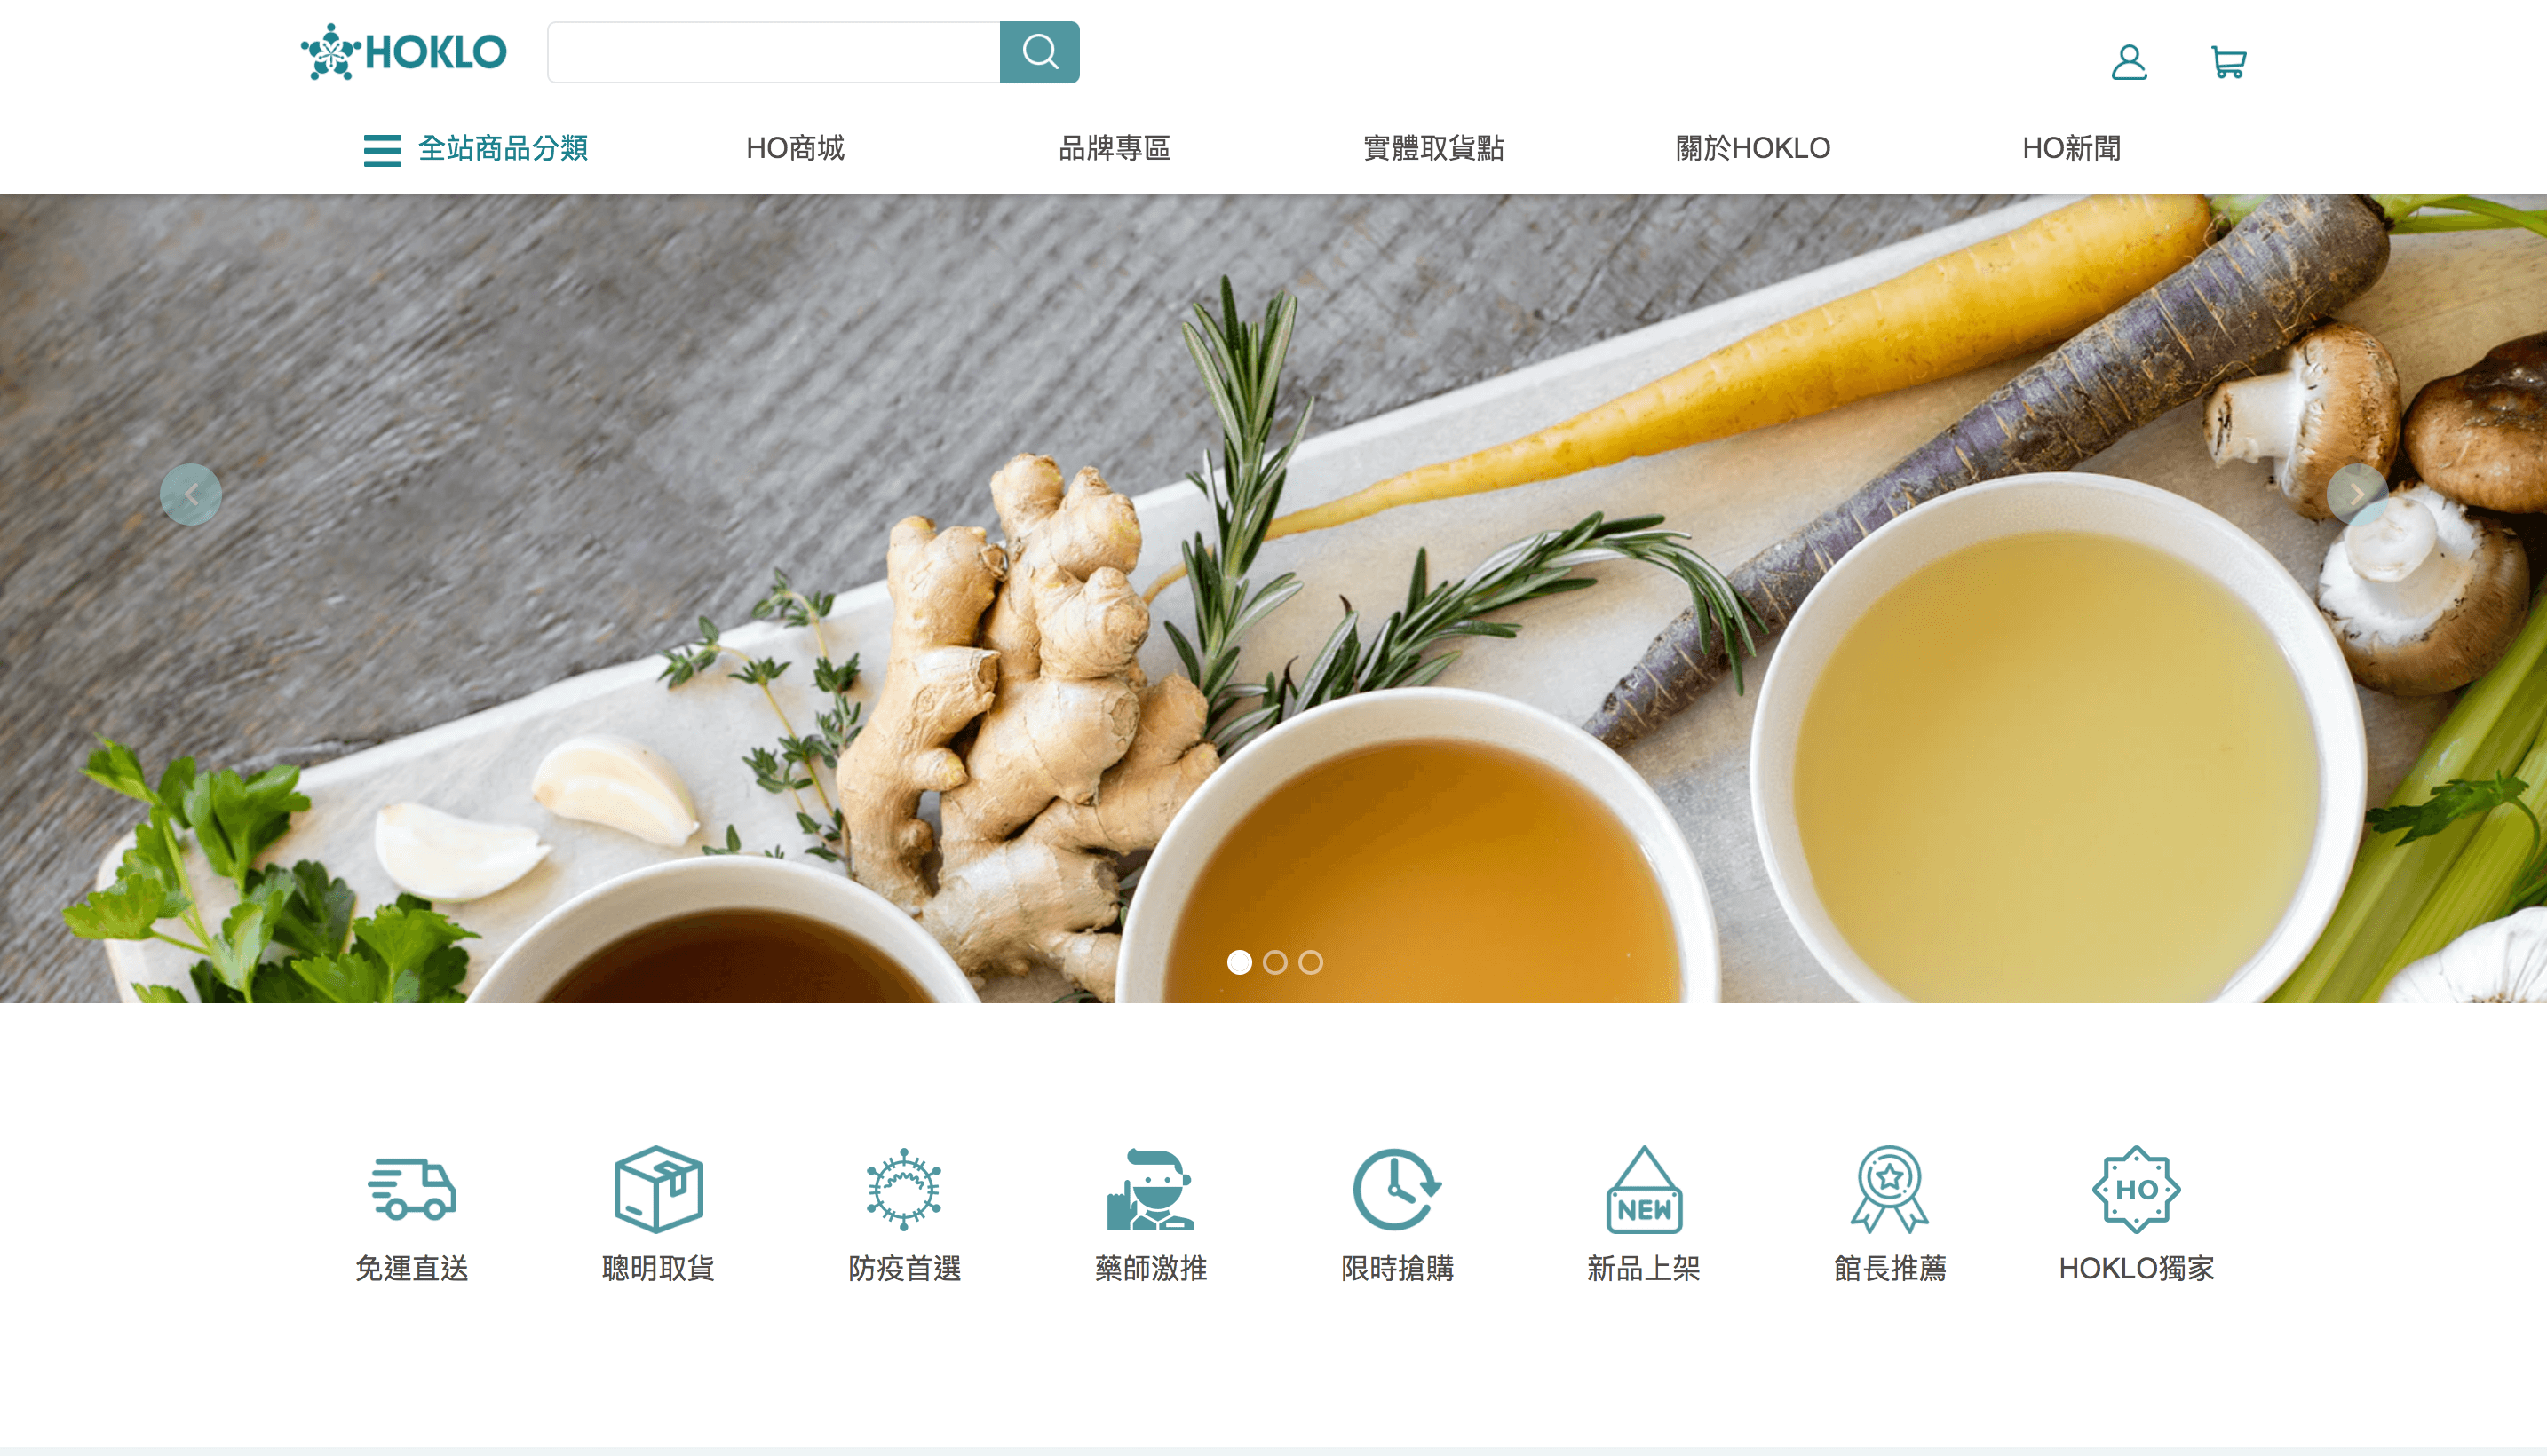 HOKLO
全站商品分類
HO商城
品牌專區
實體取貨點
關於HOKLO
HO新聞
NEW
HO
免運直送
聰明取貨
防疫首選
藥師激推
限時搶購
新品上架
館長推薦
HOKLO獨家